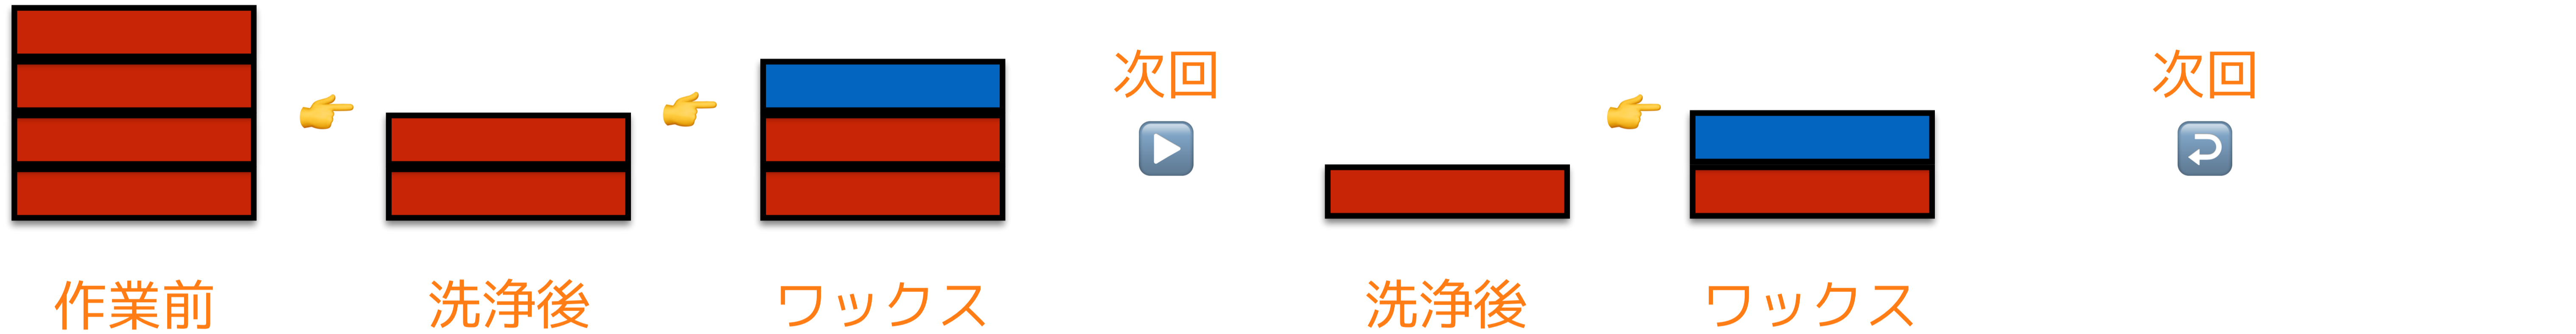 次回
次回
作業前
洗浄後
ワックス
洗浄後
ワックス